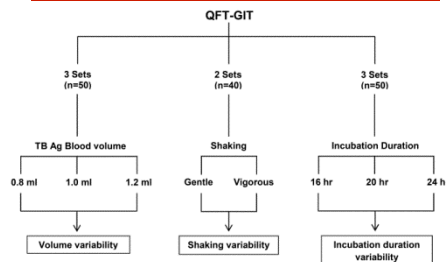 QFT-GIT
3 Sets
(n=50)
2 Sets
(n=40)
3 Sets
(n=50)
TB Ag Blood volume
Shaking
Incubation Duration
0.8 ml 1.0 ml 1.2 ml
Gentle Vigorous
16 hr 20 hr 24 h
Volume variability
Shaking variability
Incubation duration
variability